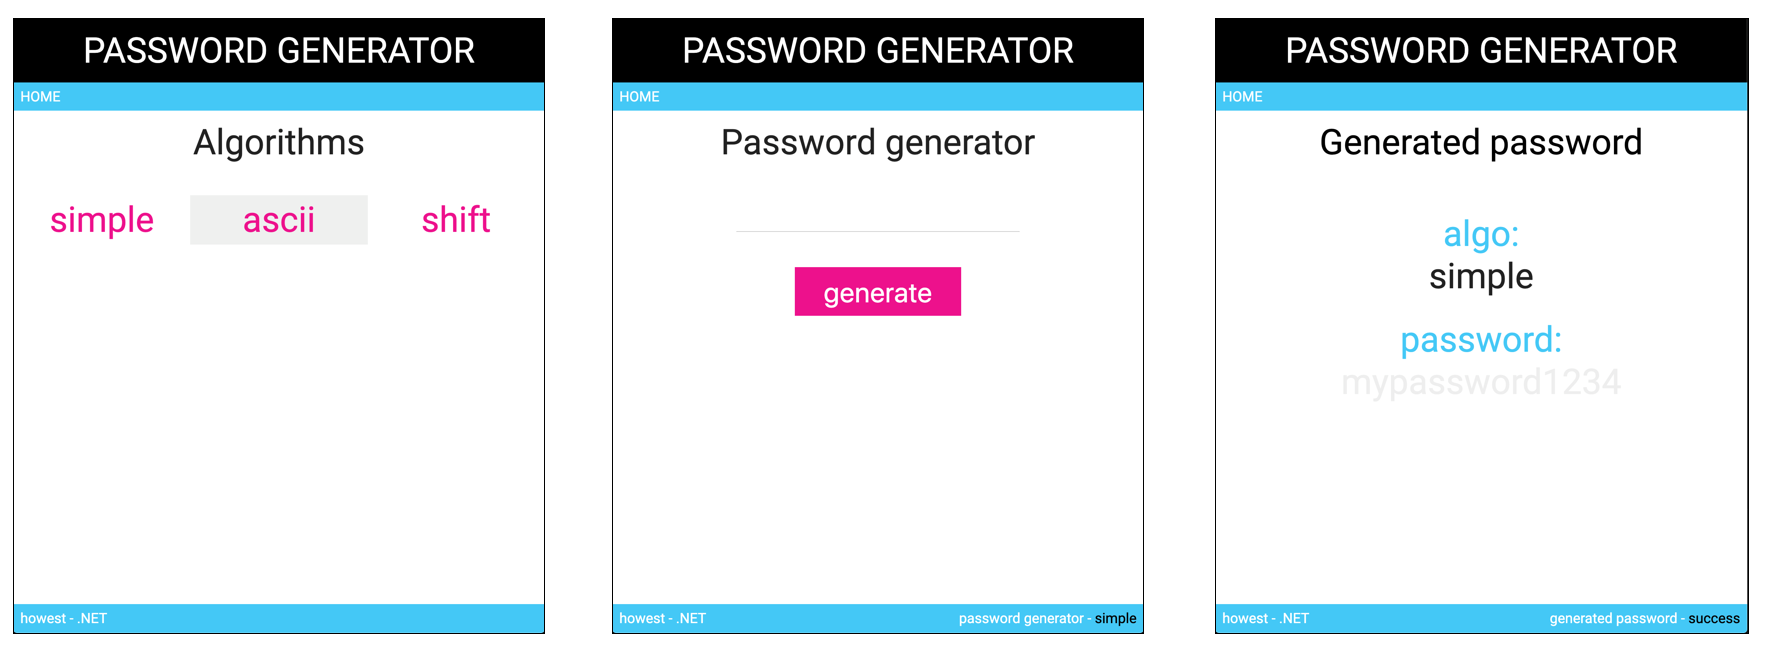 PASSWORD GENERATOR
HOME
Algorithms
simple ascii shift
howest - .NET
PASSWORD GENERATOR
HOME
Password generator
generate
howest - .NET password generator - simple
PASSWORD GENERATOR
HOME
Generated password
algo:
simple
password:
mypassword1234
howest - .NET generated password - success